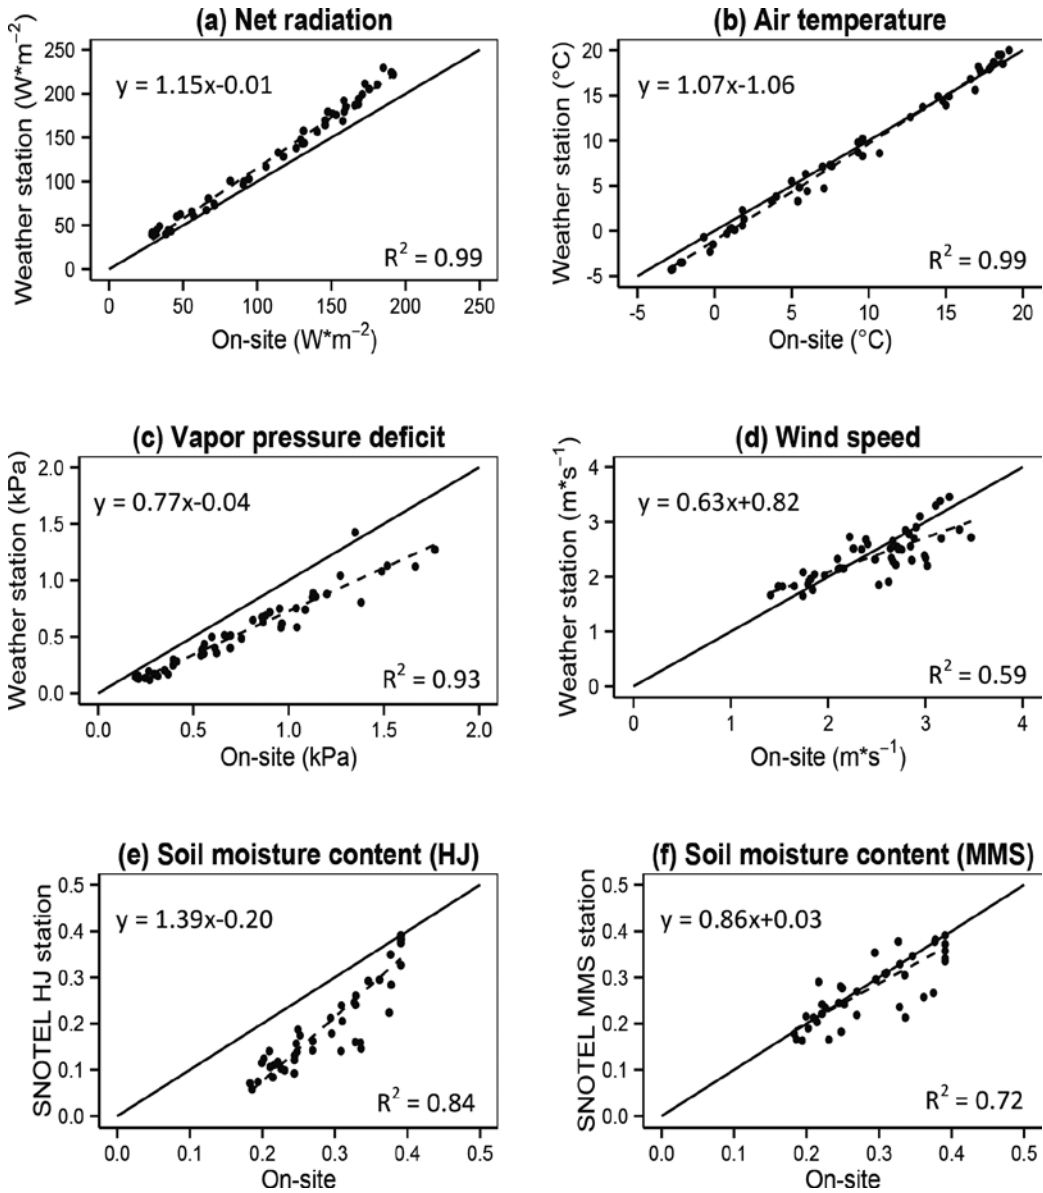 (a) Net radiation
Weather station (W*m⁻²)
250
200
150
100
50
0
y = 1.15x-0.01
R² = 0.99
0 50 100 150 200 250
On-site (W*m⁻²)
(b) Air temperature
Weather station (°C)
20
15
10
5
0
-5
y = 1.07x-1.06
R² = 0.99
-5 0 5 10 15 20
On-site (°C)
(c) Vapor pressure deficit
Weather station (kPa)
2.0
1.5
1.0
0.5
0.0
y = 0.77x-0.04
R² = 0.93
0.0 0.5 1.0 1.5 2.0
On-site (kPa)
(d) Wind speed
Weather station (m*s⁻¹)
4
3
2
1
0
y = 0.63x+0.82
R² = 0.59
0 1 2 3 4
On-site (m*s⁻¹)
(e) Soil moisture content (HJ)
SNOTEL HJ station
0.5
0.4
0.3
0.2
0.1
0.0
y = 1.39x-0.20
R² = 0.84
0.0 0.1 0.2 0.3 0.4 0.5
On-site
(f) Soil moisture content (MMS)
SNOTEL MMS station
0.5
0.4
0.3
0.2
0.1
0.0
y = 0.86x+0.03
R² = 0.72
0.0 0.1 0.2 0.3 0.4 0.5
On-site